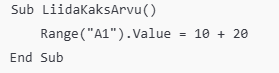 Sub LiidaKaksArvu()
    Range("A1").Value = 10 + 20
End Sub